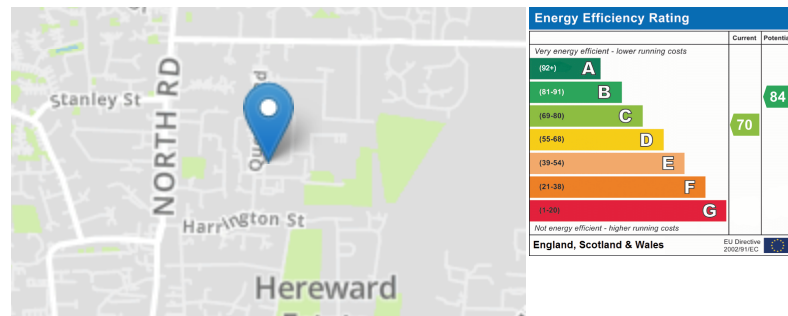 Stanley St
NORTH RD
Harrington St
Hereward
Energy Efficiency Rating
Current
Very energy efficient - lower running costs
(92+) A
(81-91) B
84
(69-80) C
70
(55-68) D
(39-54) E
(21-38) F
(1-20) G
Not energy efficient - higher running costs
England, Scotland & Wales
EU Directive
2002/91/EC